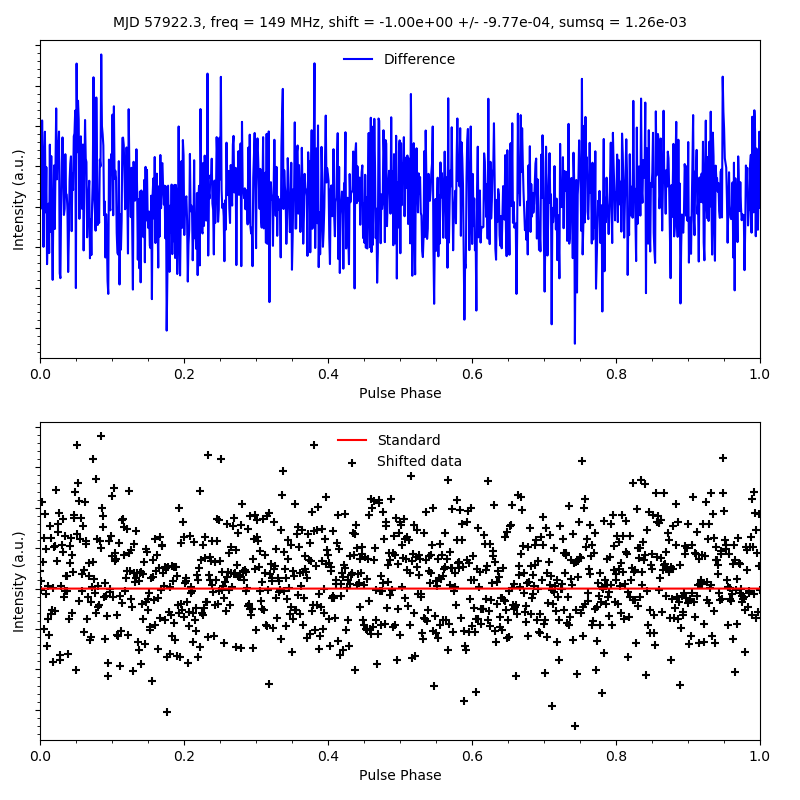 MJD 57922.3, freq = 149 MHz, shift = -1.00e+00 +/- -9.77e-04, sumsq = 1.26e-03
Difference
Intensity (a.u.)
0.0 0.2 0.4 0.6 0.8 1.0
Pulse Phase
Standard
Shifted data
Intensity (a.u.)
0.0 0.2 0.4 0.6 0.8 1.0
Pulse Phase